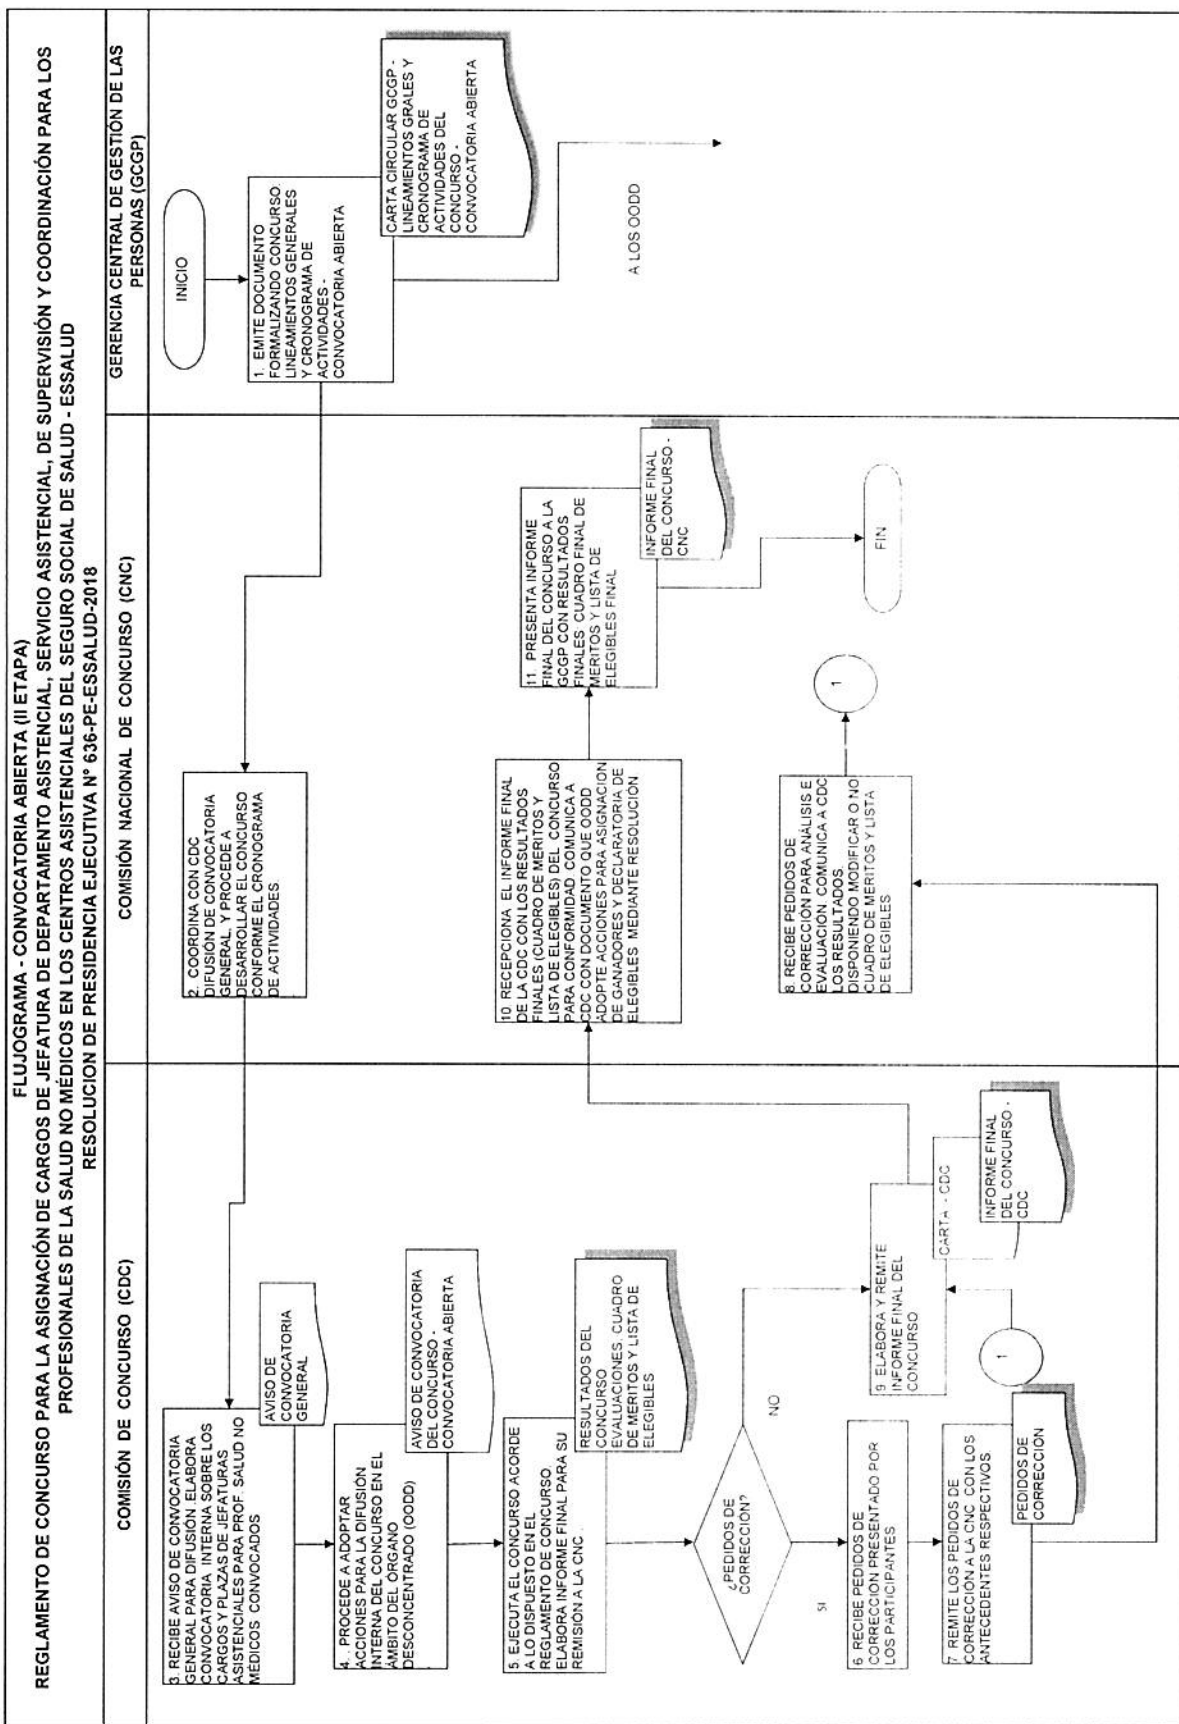 FLUJOGRAMA - CONVOCATORIA ABIERTA (II ETAPA)
REGLAMENTO DE CONCURSO PARA LA ASIGNACIÓN DE CARGOS DE JEFATURA DE DEPARTAMENTO ASISTENCIAL, SERVICIO ASISTENCIAL, DE SUPERVISIÓN Y COORDINACIÓN PARA LOS
PROFESIONALES DE LA SALUD NO MÉDICOS EN LOS CENTROS ASISTENCIALES DEL SEGURO SOCIAL DE SALUD - ESSALUD
RESOLUCION DE PRESIDENCIA EJECUTIVA N° 636-PE-ESSALUD-2018
COMISIÓN DE CONCURSO (CDC)
COMISIÓN NACIONAL DE CONCURSO (CNC)
GERENCIA CENTRAL DE GESTIÓN DE LAS
PERSONAS (GCGP)
INICIO
1. EMITE DOCUMENTO
FORMALIZANDO CONCURSO.
LINEAMIENTOS GENERALES
Y CRONOGRAMA DE
ACTIVIDADES -
CONVOCATORIA ABIERTA
CARTA CIRCULAR GCGP -
LINEAMIENTOS GRALES Y
CRONOGRAMA DE
ACTIVIDADES DEL
CONCURSO -
CONVOCATORIA ABIERTA
A LOS OODD
2. COORDINA CON CDC
DIFUSIÓN DE CONVOCATORIA
GENERAL, Y PROCEDE A
DESARROLLAR EL CONCURSO
CONFORME EL CRONOGRAMA
DE ACTIVIDADES.
3. RECIBE AVISO DE CONVOCATORIA
GENERAL PARA DIFUSIÓN. ELABORA
CONVOCATORIA INTERNA SOBRE LOS
CARGOS Y PLAZAS DE JEFATURAS
ASISTENCIALES PARA PROF. SALUD NO
MÉDICOS CONVOCADOS
AVISO DE
CONVOCATORIA
GENERAL
4. . PROCEDE A ADOPTAR
ACCIONES PARA LA DIFUSIÓN
INTERNA DEL CONCURSO EN EL
ÁMBITO DEL ÓRGANO
DESCONCENTRADO (OODD)
AVISO DE CONVOCATORIA
DEL CONCURSO -
CONVOCATORIA ABIERTA
5. EJECUTA EL CONCURSO ACORDE
A LO DISPUESTO EN EL
REGLAMENTO DE CONCURSO.
ELABORA INFORME FINAL PARA SU
REMISIÓN A LA CNC .
RESULTADOS DEL
CONCURSO
EVALUACIONES, CUADRO
DE MERITOS Y LISTA DE
ELEGIBLES
¿PEDIDOS DE
CORRECCIÓN?
SI
NO
6 RECIBE PEDIDOS DE
CORRECCIÓN PRESENTADO POR
LOS PARTICIPANTES
7 REMITE LOS PEDIDOS DE
CORRECCIÓN A LA CNC CON LOS
ANTECEDENTES RESPECTIVOS
PEDIDOS DE
CORRECCIÓN
8. RECIBE PEDIDOS DE
CORRECCIÓN PARA ANÁLISIS E
EVALUACIÓN. COMUNICA A CDC
LOS RESULTADOS
DISPONIENDO MODIFICAR O NO
CUADRO DE MERITOS Y LISTA
DE ELEGIBLES
1
1
9 ELABORA Y REMITE
INFORME FINAL DEL
CONCURSO
CARTA - CDC
INFORME FINAL
DEL CONCURSO -
CDC
10 RECEPCIONA EL INFORME FINAL
DE LA CDC CON LOS RESULTADOS
FINALES (CUADRO DE MERITOS Y
LISTA DE ELEGIBLES) DEL CONCURSO
PARA CONFORMIDAD. COMUNICA A
CDC CON DOCUMENTO QUE OODD
ADOPTE ACCIONES PARA ASIGNACION
DE GANADORES Y DECLARATORIA DE
ELEGIBLES MEDIANTE RESOLUCIÓN
11. PRESENTA INFORME
FINAL DEL CONCURSO A LA
GCGP CON RESULTADOS
FINALES: CUADRO FINAL DE
MERITOS Y LISTA DE
ELEGIBLES FINAL
INFORME FINAL
DEL CONCURSO -
CNC
FIN